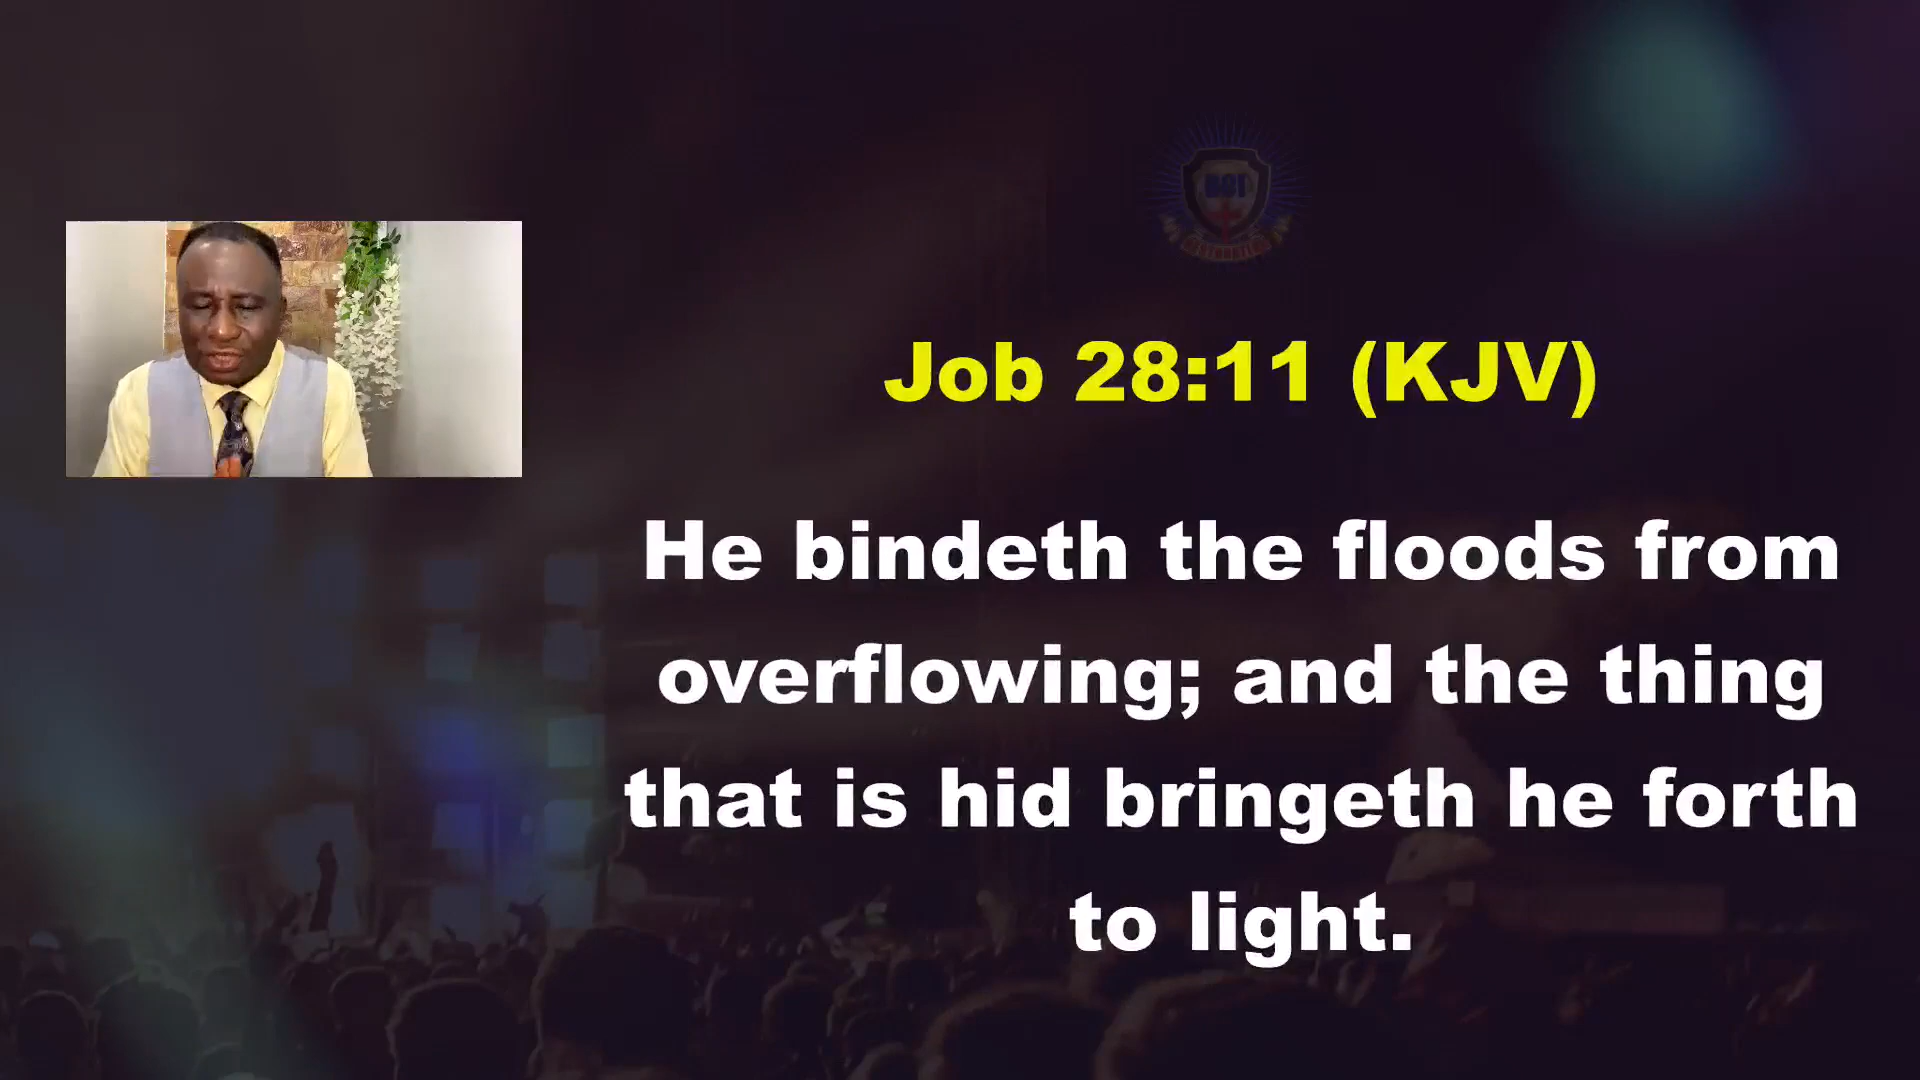 Job 28:11 (KJV)
He bindeth the floods from
overflowing; and the thing
that is hid bringeth he forth
to light.